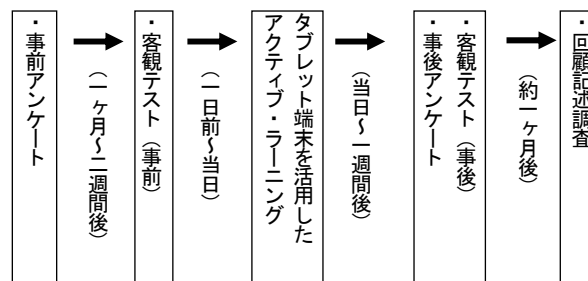 ・事前アンケート
（一ヶ月～二週間後）
・客観テスト（事前）
（一日前～当日）
タブレット端末を活用した
アクティブ・ラーニング
（当日～一週間後）
・客観テスト（事後）
・事後アンケート
（約一ヶ月後）
・回顧記述調査